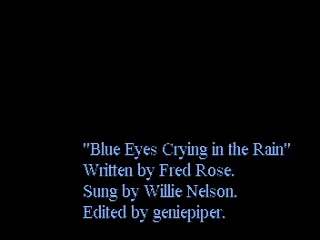 "Blue Eyes Crying in the Rain"
Written by Fred Rose.
Sung by Willie Nelson.
Edited by geniepiper.